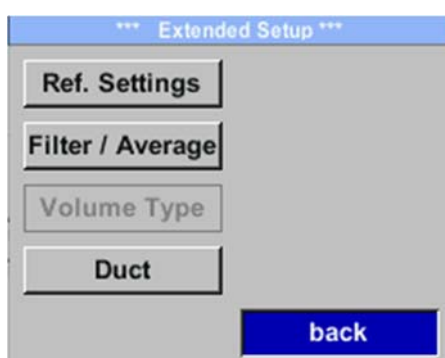 *** Extended Setup ***
Ref. Settings
Filter / Average
Volume Type
Duct
back